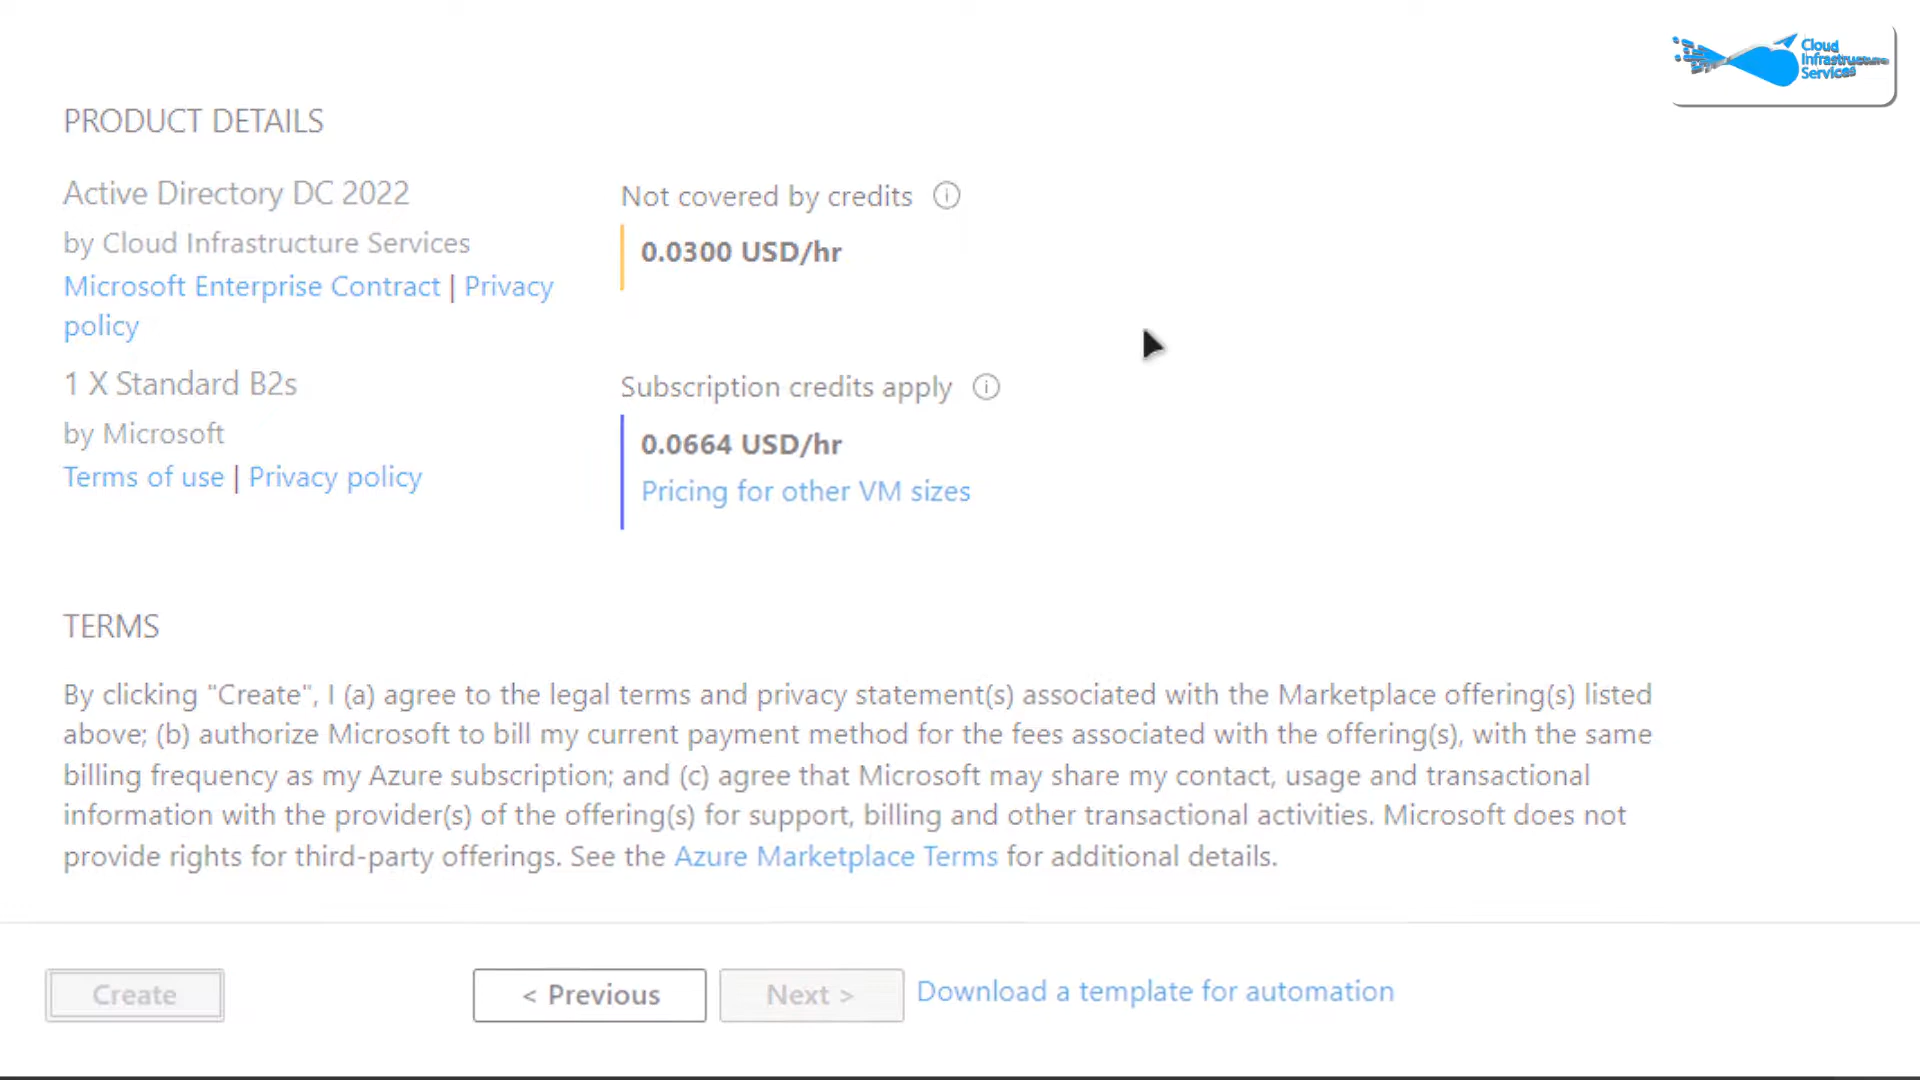 Cloud
Infrastructure
Services
PRODUCT DETAILS
Active Directory DC 2022
by Cloud Infrastructure Services
Microsoft Enterprise Contract | Privacy
policy
Not covered by credits
0.0300 USD/hr
1 X Standard B2s
by Microsoft
Terms of use | Privacy policy
Subscription credits apply
0.0664 USD/hr
Pricing for other VM sizes
TERMS
By clicking "Create", I (a) agree to the legal terms and privacy statement(s) associated with the Marketplace offering(s) listed
above; (b) authorize Microsoft to bill my current payment method for the fees associated with the offering(s), with the same
billing frequency as my Azure subscription; and (c) agree that Microsoft may share my contact, usage and transactional
information with the provider(s) of the offering(s) for support, billing and other transactional activities. Microsoft does not
provide rights for third-party offerings. See the Azure Marketplace Terms for additional details.
Create
< Previous
Next >
Download a template for automation